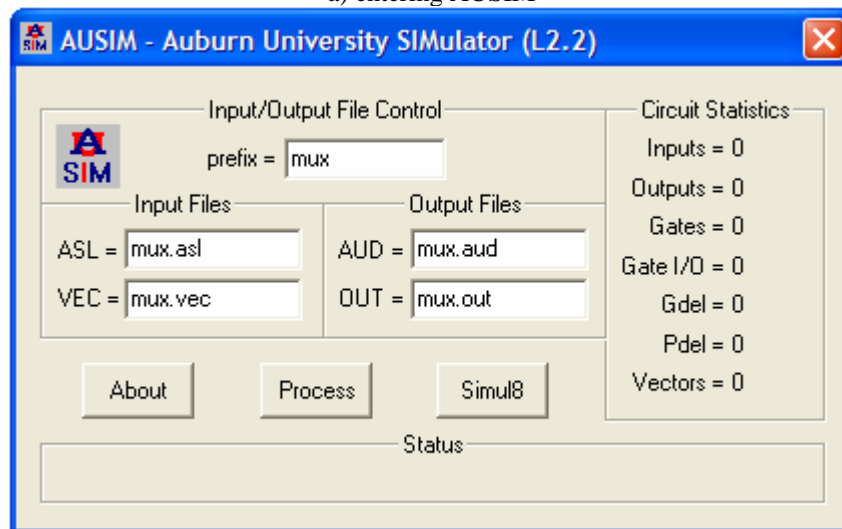 a) entering AUSIM
AUSIM - Auburn University SIMulator (L2.2)
Input/Output File Control
A
SIM
prefix = mux
Input Files
ASL = mux.asl
VEC = mux.vec
Output Files
AUD = mux.aud
OUT = mux.out
Circuit Statistics
Inputs = 0
Outputs = 0
Gates = 0
Gate I/O = 0
Gdel = 0
Pdel = 0
Vectors = 0
About
Process
Simul8
Status